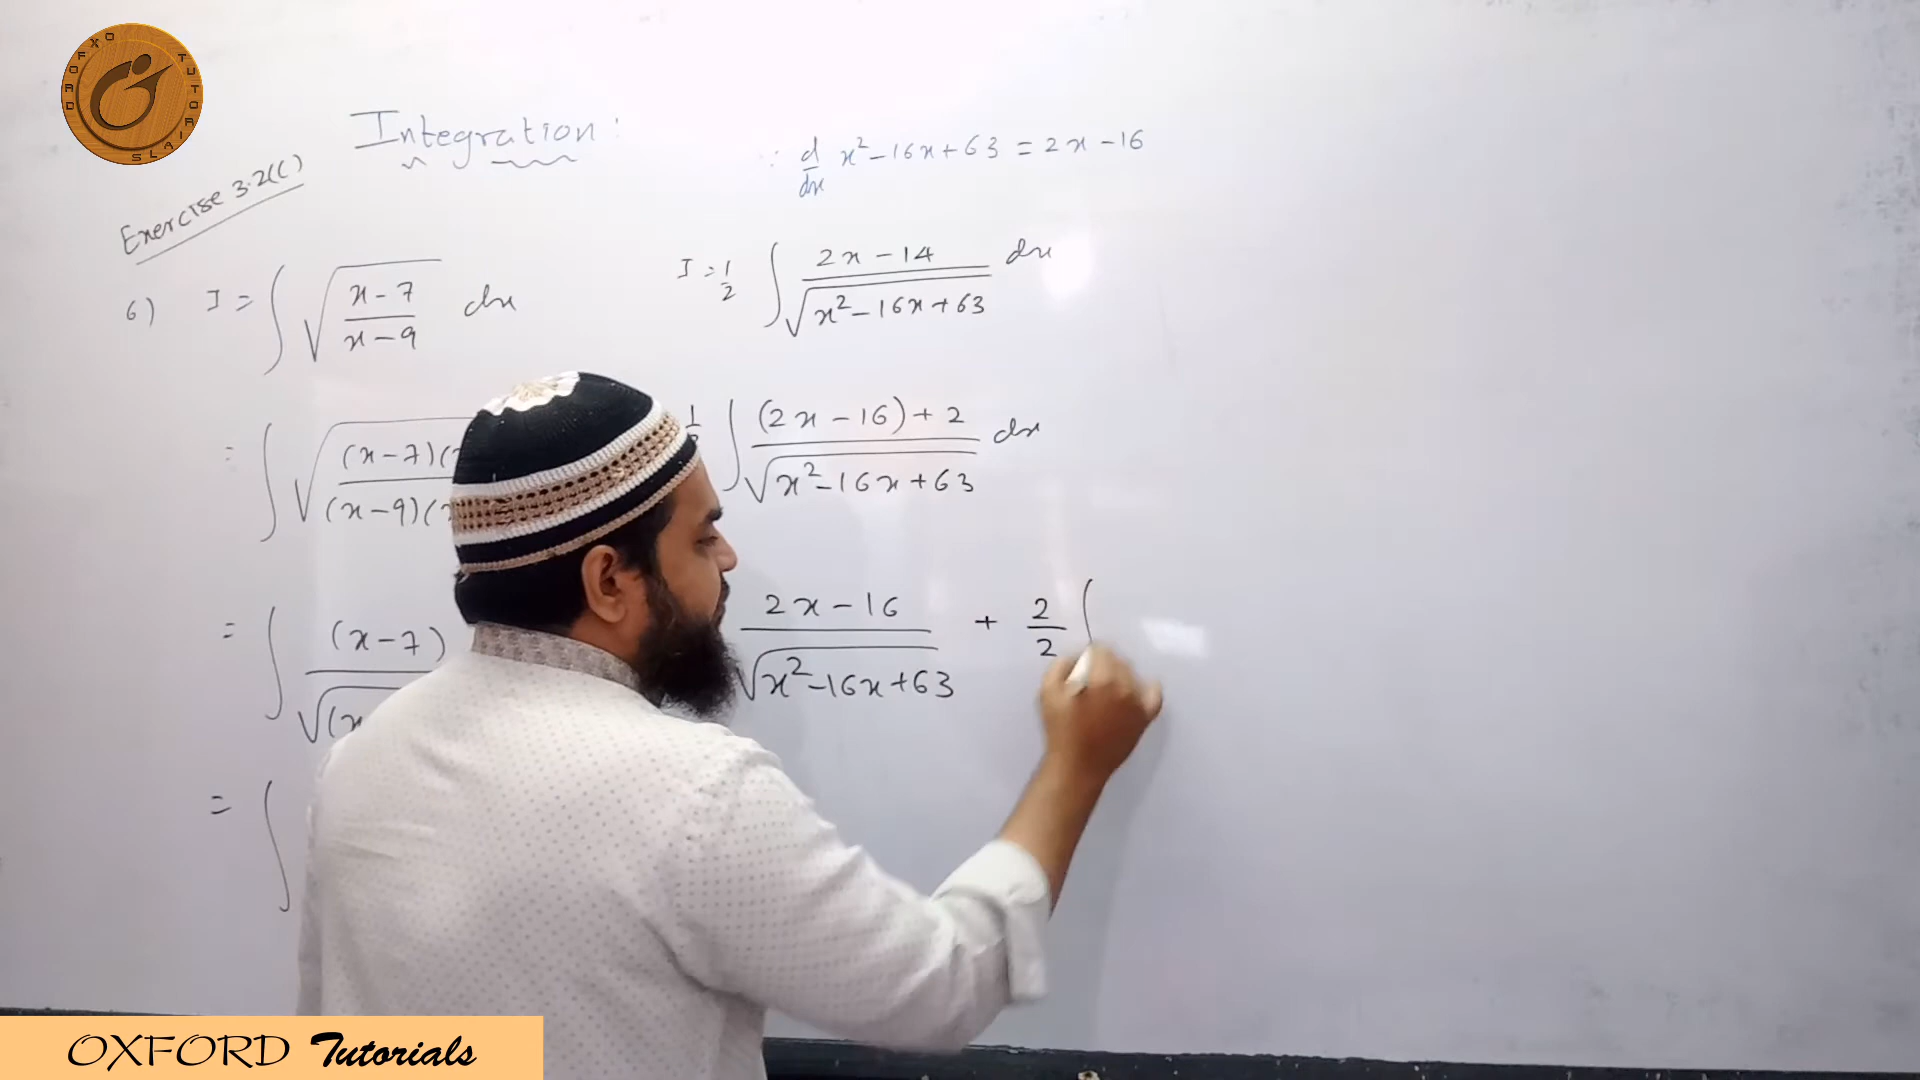 OXFORD TUTORIALS
Integration:
Exercise 3.2(C)
∵ d/dx x² - 16x + 63 = 2x - 16
6) I = ∫ √((x-7)/(x-9)) dx
= ∫ √((x-7)(/(x-9)(
= ∫ (x-7)/√((x
= ∫
I = 1/2 ∫ (2x - 14)/√(x² - 16x + 63) dx
∫ ((2x - 16) + 2)/√(x² - 16x + 63) dx
(2x - 16)/√(x² - 16x + 63) + 2/2 ∫
OXFORD Tutorials